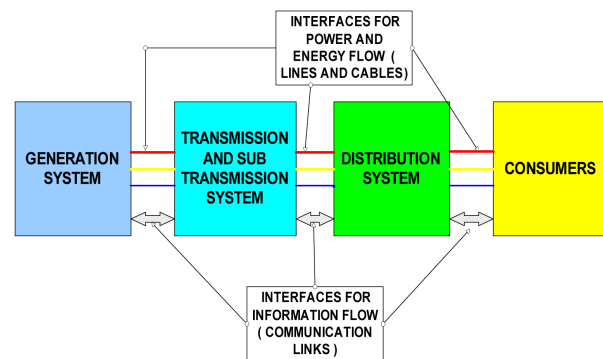 INTERFACES FOR
POWER AND
ENERGY FLOW (
LINES AND CABLES)
GENERATION
SYSTEM
TRANSMISSION
AND SUB
TRANSMISSION
SYSTEM
DISTRIBUTION
SYSTEM
CONSUMERS
INTERFACES FOR
INFORMATION FLOW
( COMMUNICATION
LINKS )